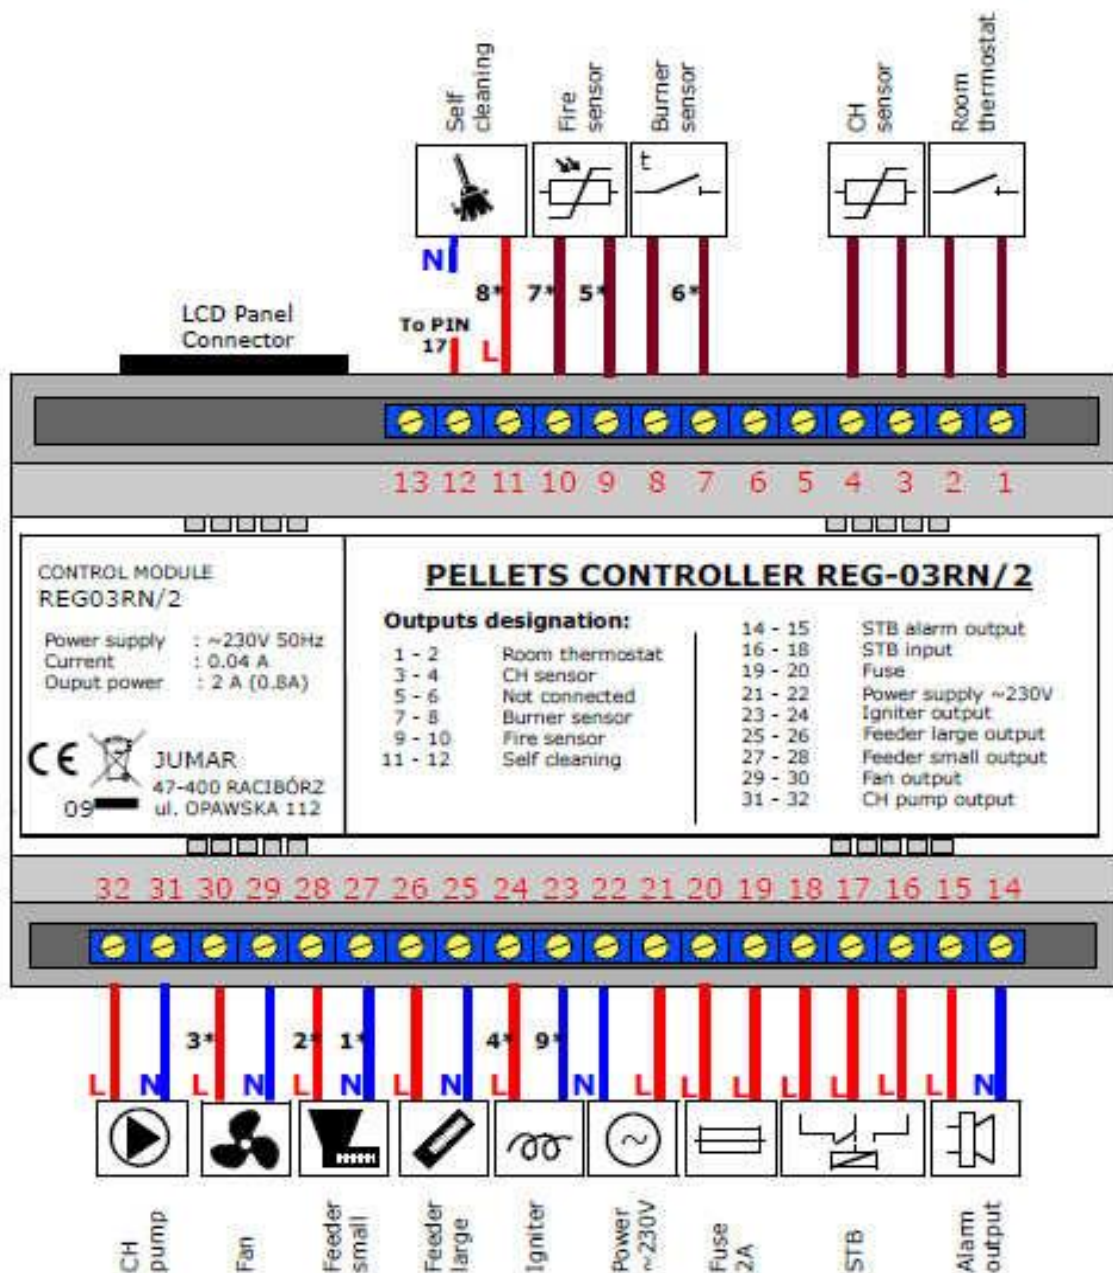 Self
cleaning
Fire
sensor
Burner
sensor
CH
sensor
Room
thermostat
t
N
8*
7*
5*
6*
LCD Panel
Connector
To PIN
17
L
13 12 11 10 9 8 7 6 5 4 3 2 1
CONTROL MODULE
REG03RN/2
Power supply : ~230V 50Hz
Current : 0.04 A
Ouput power : 2 A (0.8A)
CE
09
JUMAR
47-400 RACIBÓRZ
ul. OPAWSKA 112
PELLETS CONTROLLER REG-03RN/2
Outputs designation:
1 - 2 Room thermostat
3 - 4 CH sensor
5 - 6 Not connected
7 - 8 Burner sensor
9 - 10 Fire sensor
11 - 12 Self cleaning
14 - 15 STB alarm output
16 - 18 STB input
19 - 20 Fuse
21 - 22 Power supply ~230V
23 - 24 Igniter output
25 - 26 Feeder large output
27 - 28 Feeder small output
29 - 30 Fan output
31 - 32 CH pump output
32 31 30 29 28 27 26 25 24 23 22 21 20 19 18 17 16 15 14
3* 2* 1* 4* 9*
L N L N L N L N L N L L L L L L N
CH
pump
Fan
Feeder
small
Feeder
large
Igniter
Power
~230V
Fuse
2A
STB
Alarm
output